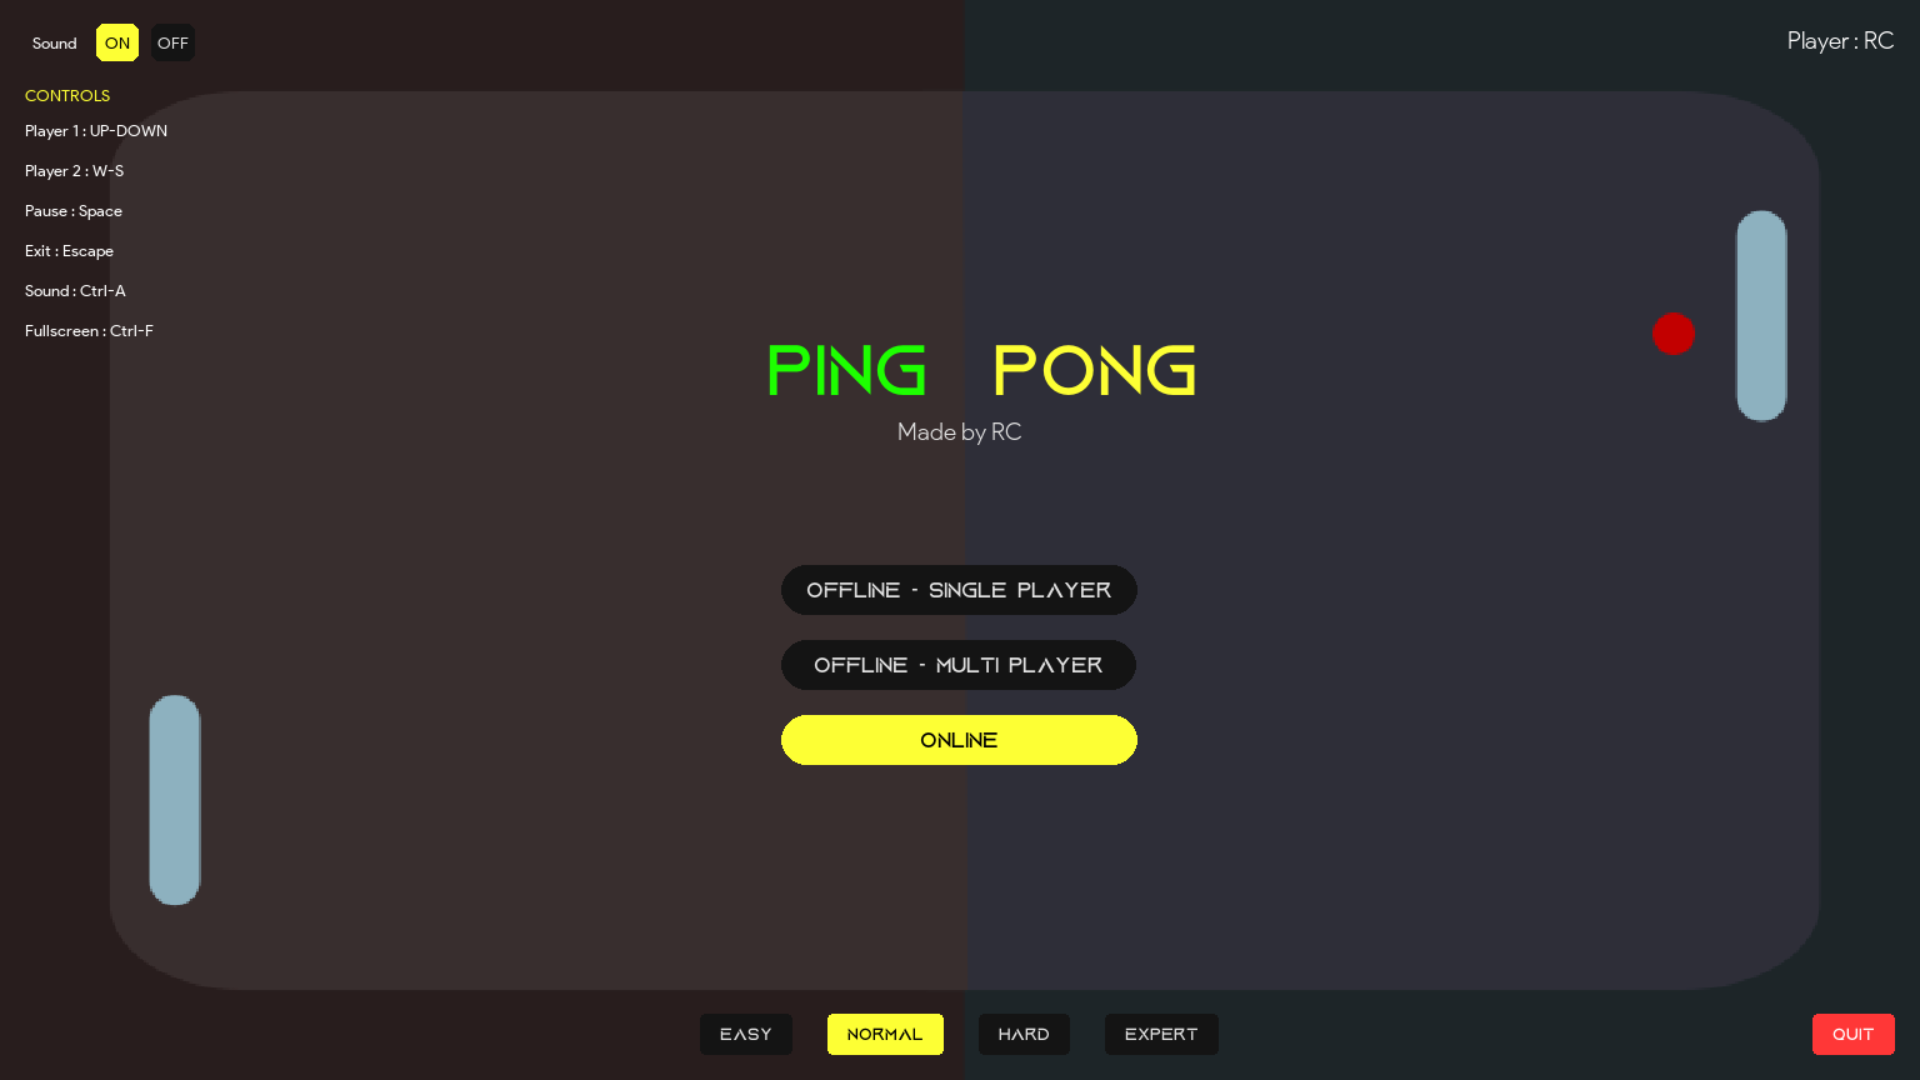 Sound ON OFF
Player : RC
CONTROLS
Player 1 : UP-DOWN
Player 2 : W-S
Pause : Space
Exit : Escape
Sound : Ctrl-A
Fullscreen : Ctrl-F
PING PONG
Made by RC
OFFLINE - SINGLE PLAYER
OFFLINE - MULTI PLAYER
ONLINE
EASY NORMAL HARD EXPERT QUIT